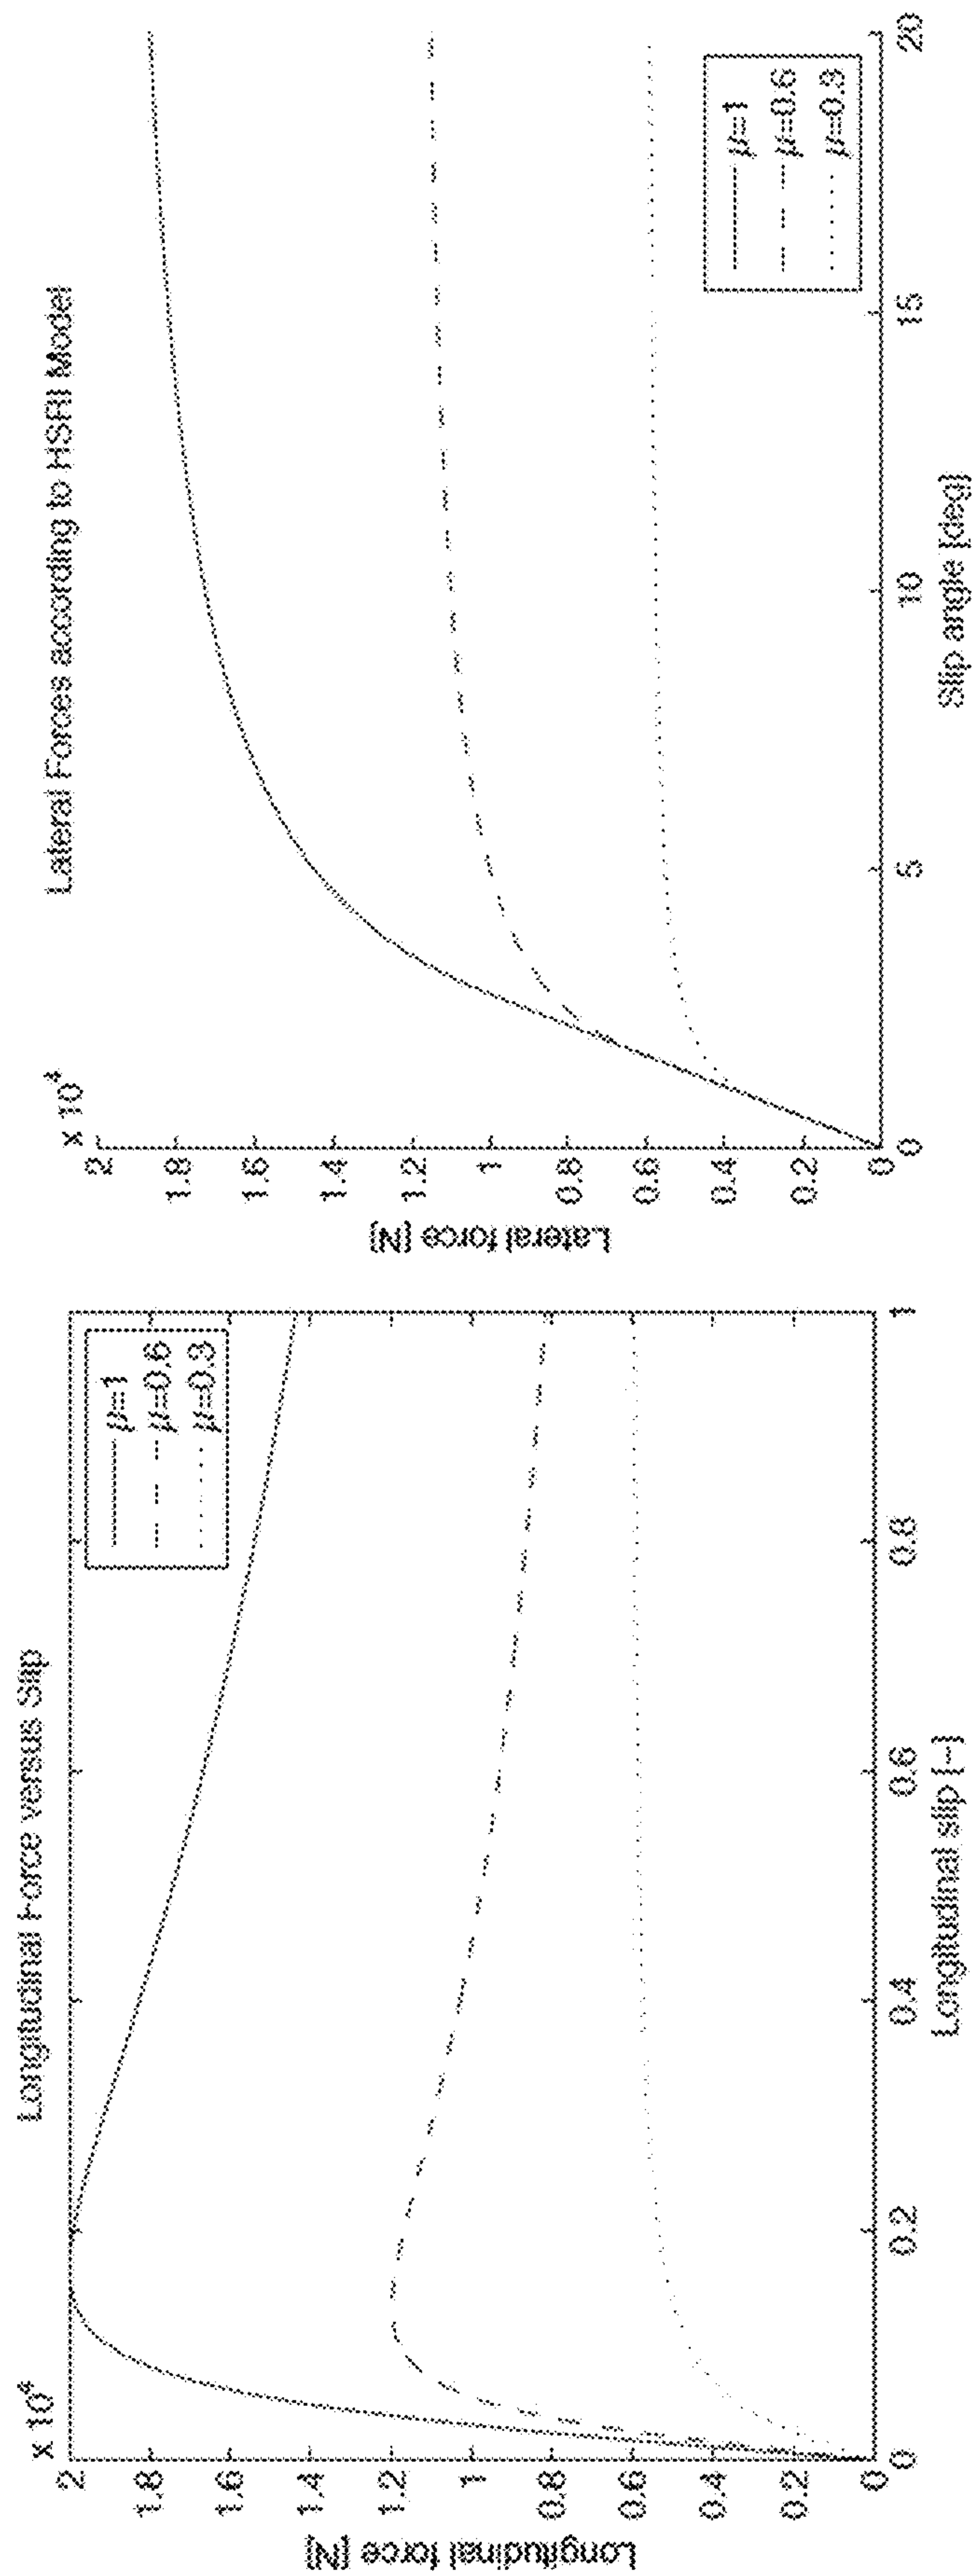 Longitudinal Force versus Slip
x 10⁴
2
1.8
1.6
1.4
1.2
1
0.8
0.6
0.4
0.2
0
Longitudinal force [N]
0
0.2
0.4
0.6
0.8
1
Longitudinal slip [-]
μ=1
μ=0.6
μ=0.3
Lateral Forces according to HSRI Model
x 10⁴
2
1.8
1.6
1.4
1.2
1
0.8
0.6
0.4
0.2
0
Lateral force [N]
0
5
10
15
20
Slip angle [deg]
μ=1
μ=0.6
μ=0.3